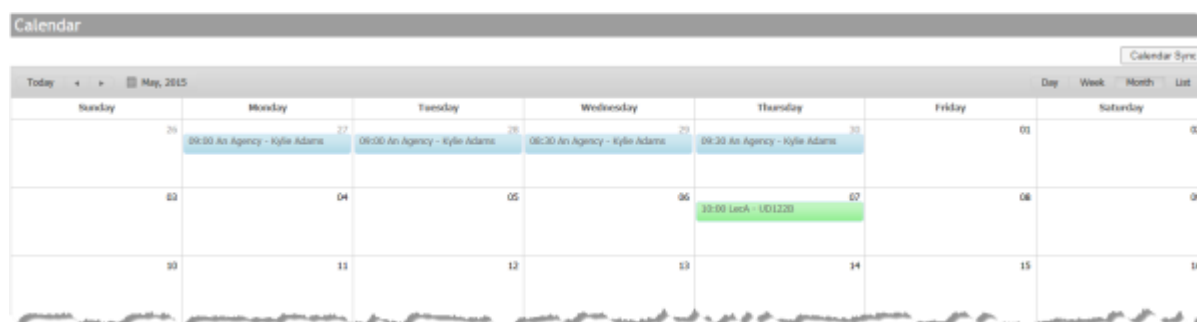 Calendar
Calendar Sync
Today May, 2015 Day Week Month List
Sunday Monday Tuesday Wednesday Thursday Friday Saturday
26 27 28 29 30 01
09:00 An Agency - Kylie Adams 09:00 An Agency - Kylie Adams 08:30 An Agency - Kylie Adams 09:30 An Agency - Kylie Adams
03 04 05 06 07 08
10:00 LecA - UD1220
10 11 12 13 14 15